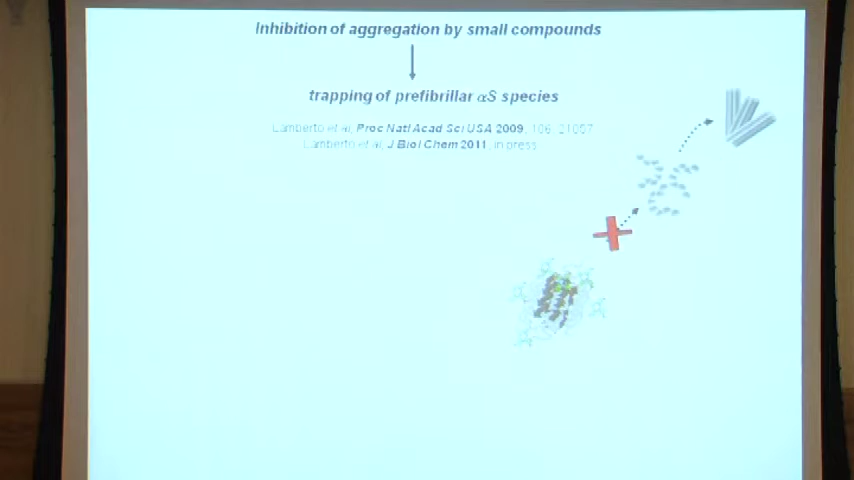 Inhibition of aggregation by small compounds
trapping of prefibrillar αS species
Lamberto et al, Proc Natl Acad Sci USA 2009, 106, 21057
Lamberto et al, J Biol Chem 2011, in press